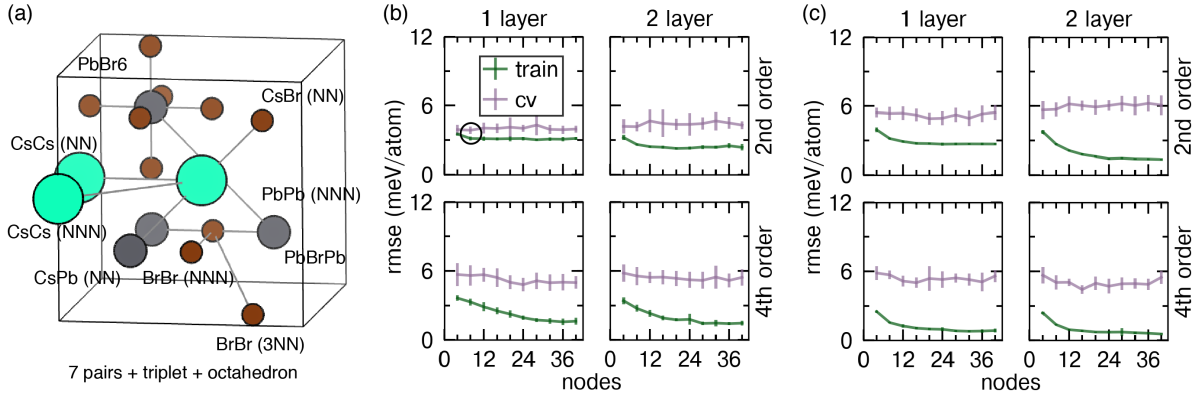 (a)
PbBr6
CsBr (NN)
CsCs (NN)
PbPb (NNN)
CsCs (NNN)
PbBrPb
CsPb (NN)
BrBr (NNN)
BrBr (3NN)
7 pairs + triplet + octahedron
(b)
1 layer
2 layer
12
6
0
train
cv
2nd order
12
6
0
4th order
rmse (meV/atom)
0 12 24 36
0 12 24 36
nodes
(c)
1 layer
2 layer
12
6
0
2nd order
12
6
0
4th order
rmse (meV/atom)
0 12 24 36
0 12 24 36
nodes